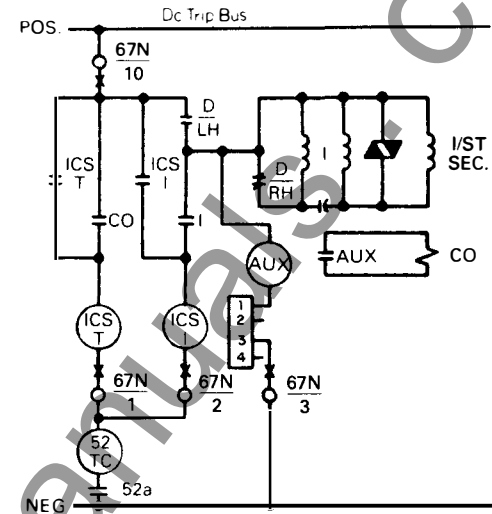 Dc Trip Bus
POS.
67N
10
D
LH
ICS
T
ICS
I
D
RH
I
I/ST
SEC.
CO
I
AUX
AUX
CO
1
2
3
4
ICS
T
ICS
I
67N
1
67N
2
67N
3
52
TC
52a
NEG